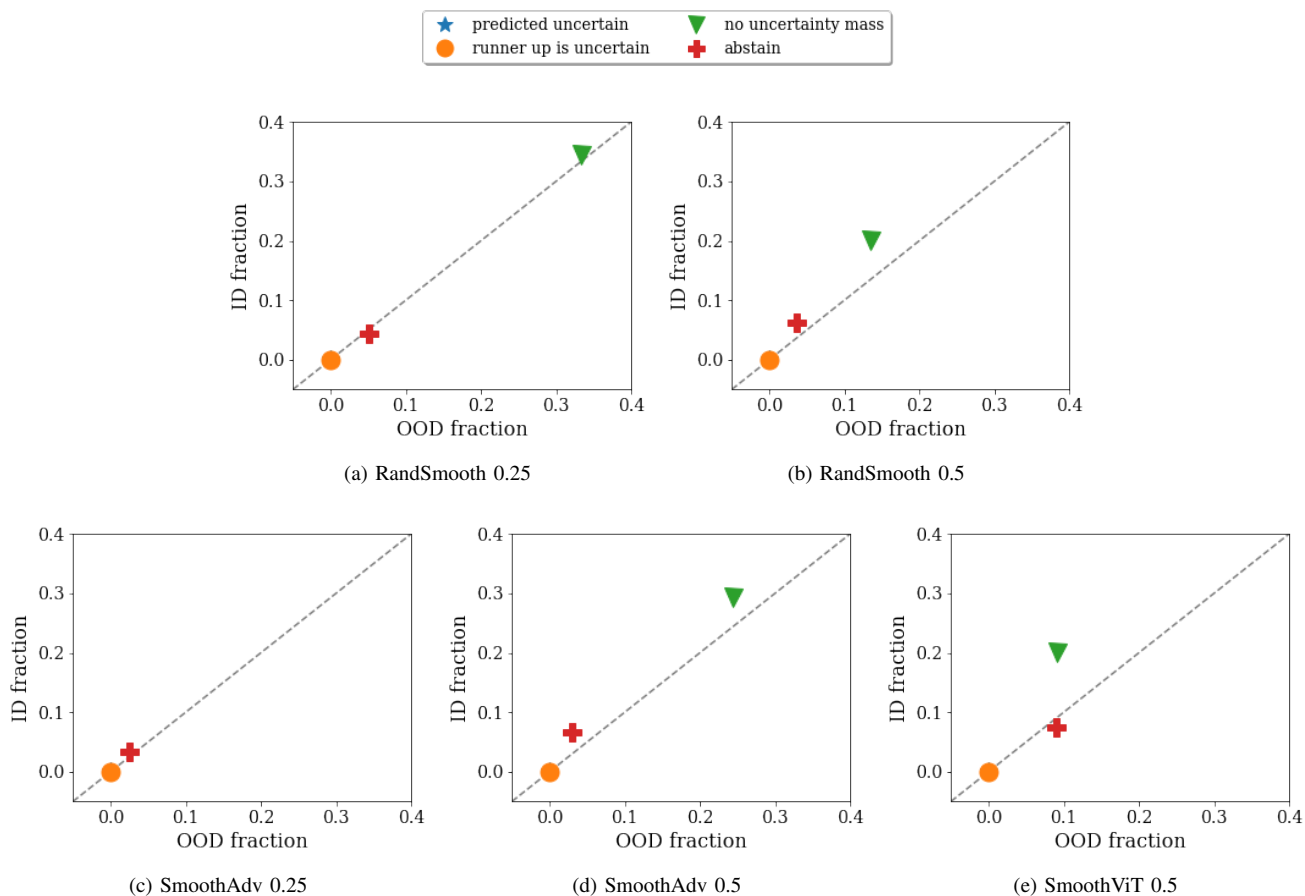 predicted uncertain
runner up is uncertain
no uncertainty mass
abstain
0.4
0.3
0.2
0.1
0.0
ID fraction
0.0 0.1 0.2 0.3 0.4
OOD fraction
(a) RandSmooth 0.25
0.4
0.3
0.2
0.1
0.0
ID fraction
0.0 0.1 0.2 0.3 0.4
OOD fraction
(b) RandSmooth 0.5
0.4
0.3
0.2
0.1
0.0
ID fraction
0.0 0.1 0.2 0.3 0.4
OOD fraction
(c) SmoothAdv 0.25
0.4
0.3
0.2
0.1
0.0
ID fraction
0.0 0.1 0.2 0.3 0.4
OOD fraction
(d) SmoothAdv 0.5
0.4
0.3
0.2
0.1
0.0
ID fraction
0.0 0.1 0.2 0.3 0.4
OOD fraction
(e) SmoothViT 0.5